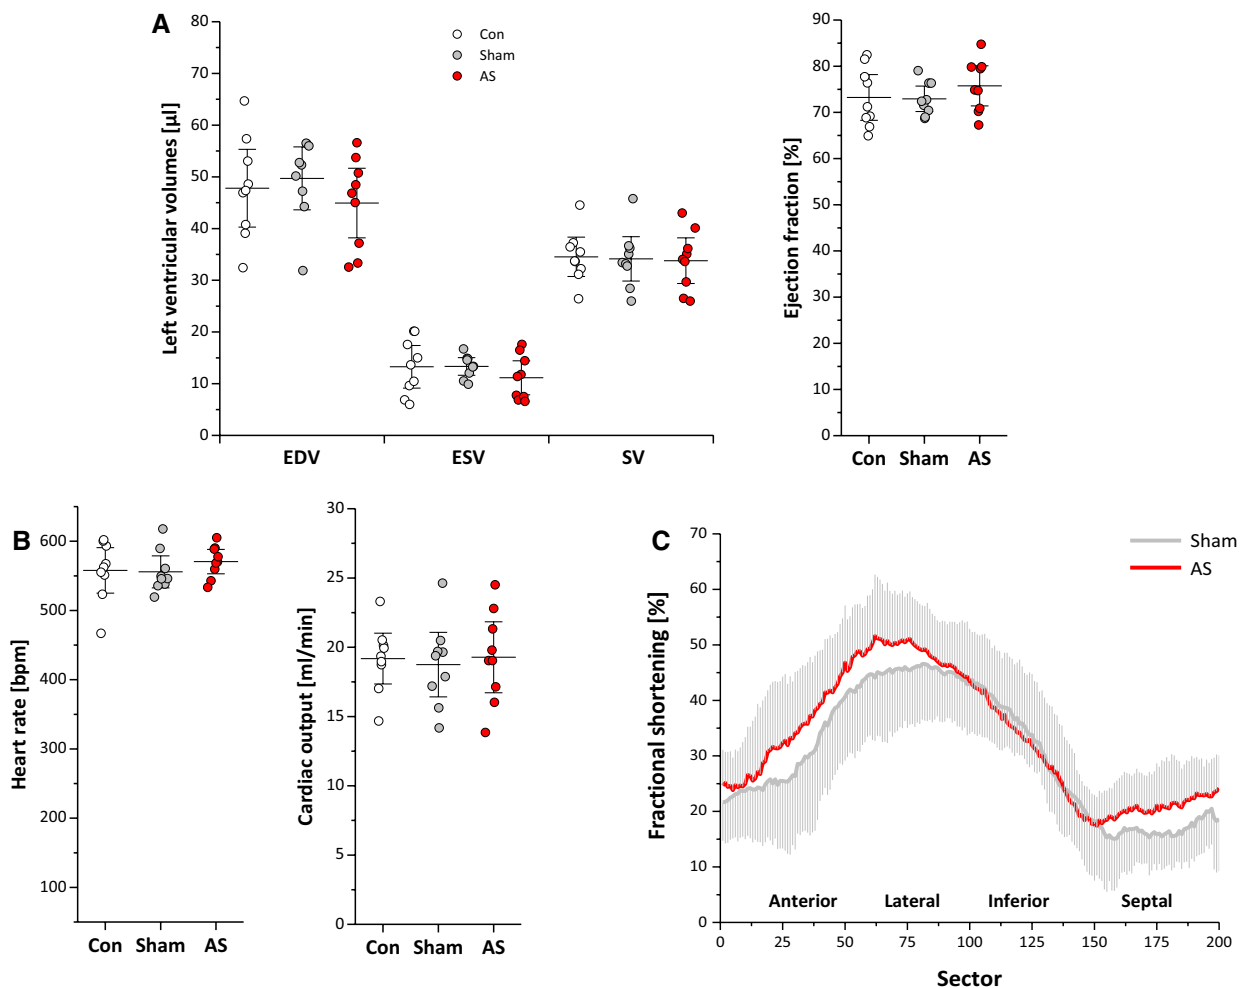 A
Left ventricular volumes [µl]
80
70
60
50
40
30
20
10
0
Con
Sham
AS
EDV ESV SV
Ejection fraction [%]
90
80
70
60
50
40
30
20
10
0
Con Sham AS
B
Heart rate [bpm]
600
500
400
300
200
100
Con Sham AS
Cardiac output [ml/min]
30
25
20
15
10
5
0
Con Sham AS
C
Fractional shortening [%]
70
60
50
40
30
20
10
0
Sham
AS
Anterior Lateral Inferior Septal
0 25 50 75 100 125 150 175 200
Sector